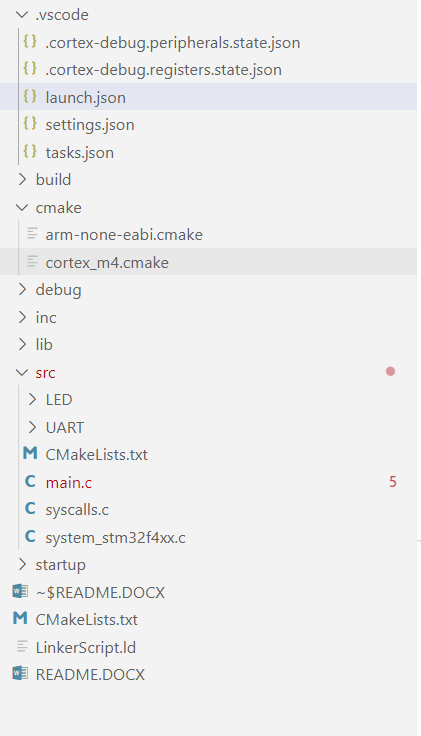 .vscode
{} .cortex-debug.peripherals.state.json
{} .cortex-debug.registers.state.json
{} launch.json
{} settings.json
{} tasks.json
build
cmake
arm-none-eabi.cmake
cortex_m4.cmake
debug
inc
lib
src
LED
UART
M CMakeLists.txt
C main.c 5
C syscalls.c
C system_stm32f4xx.c
startup
~$README.DOCX
M CMakeLists.txt
LinkerScript.ld
README.DOCX